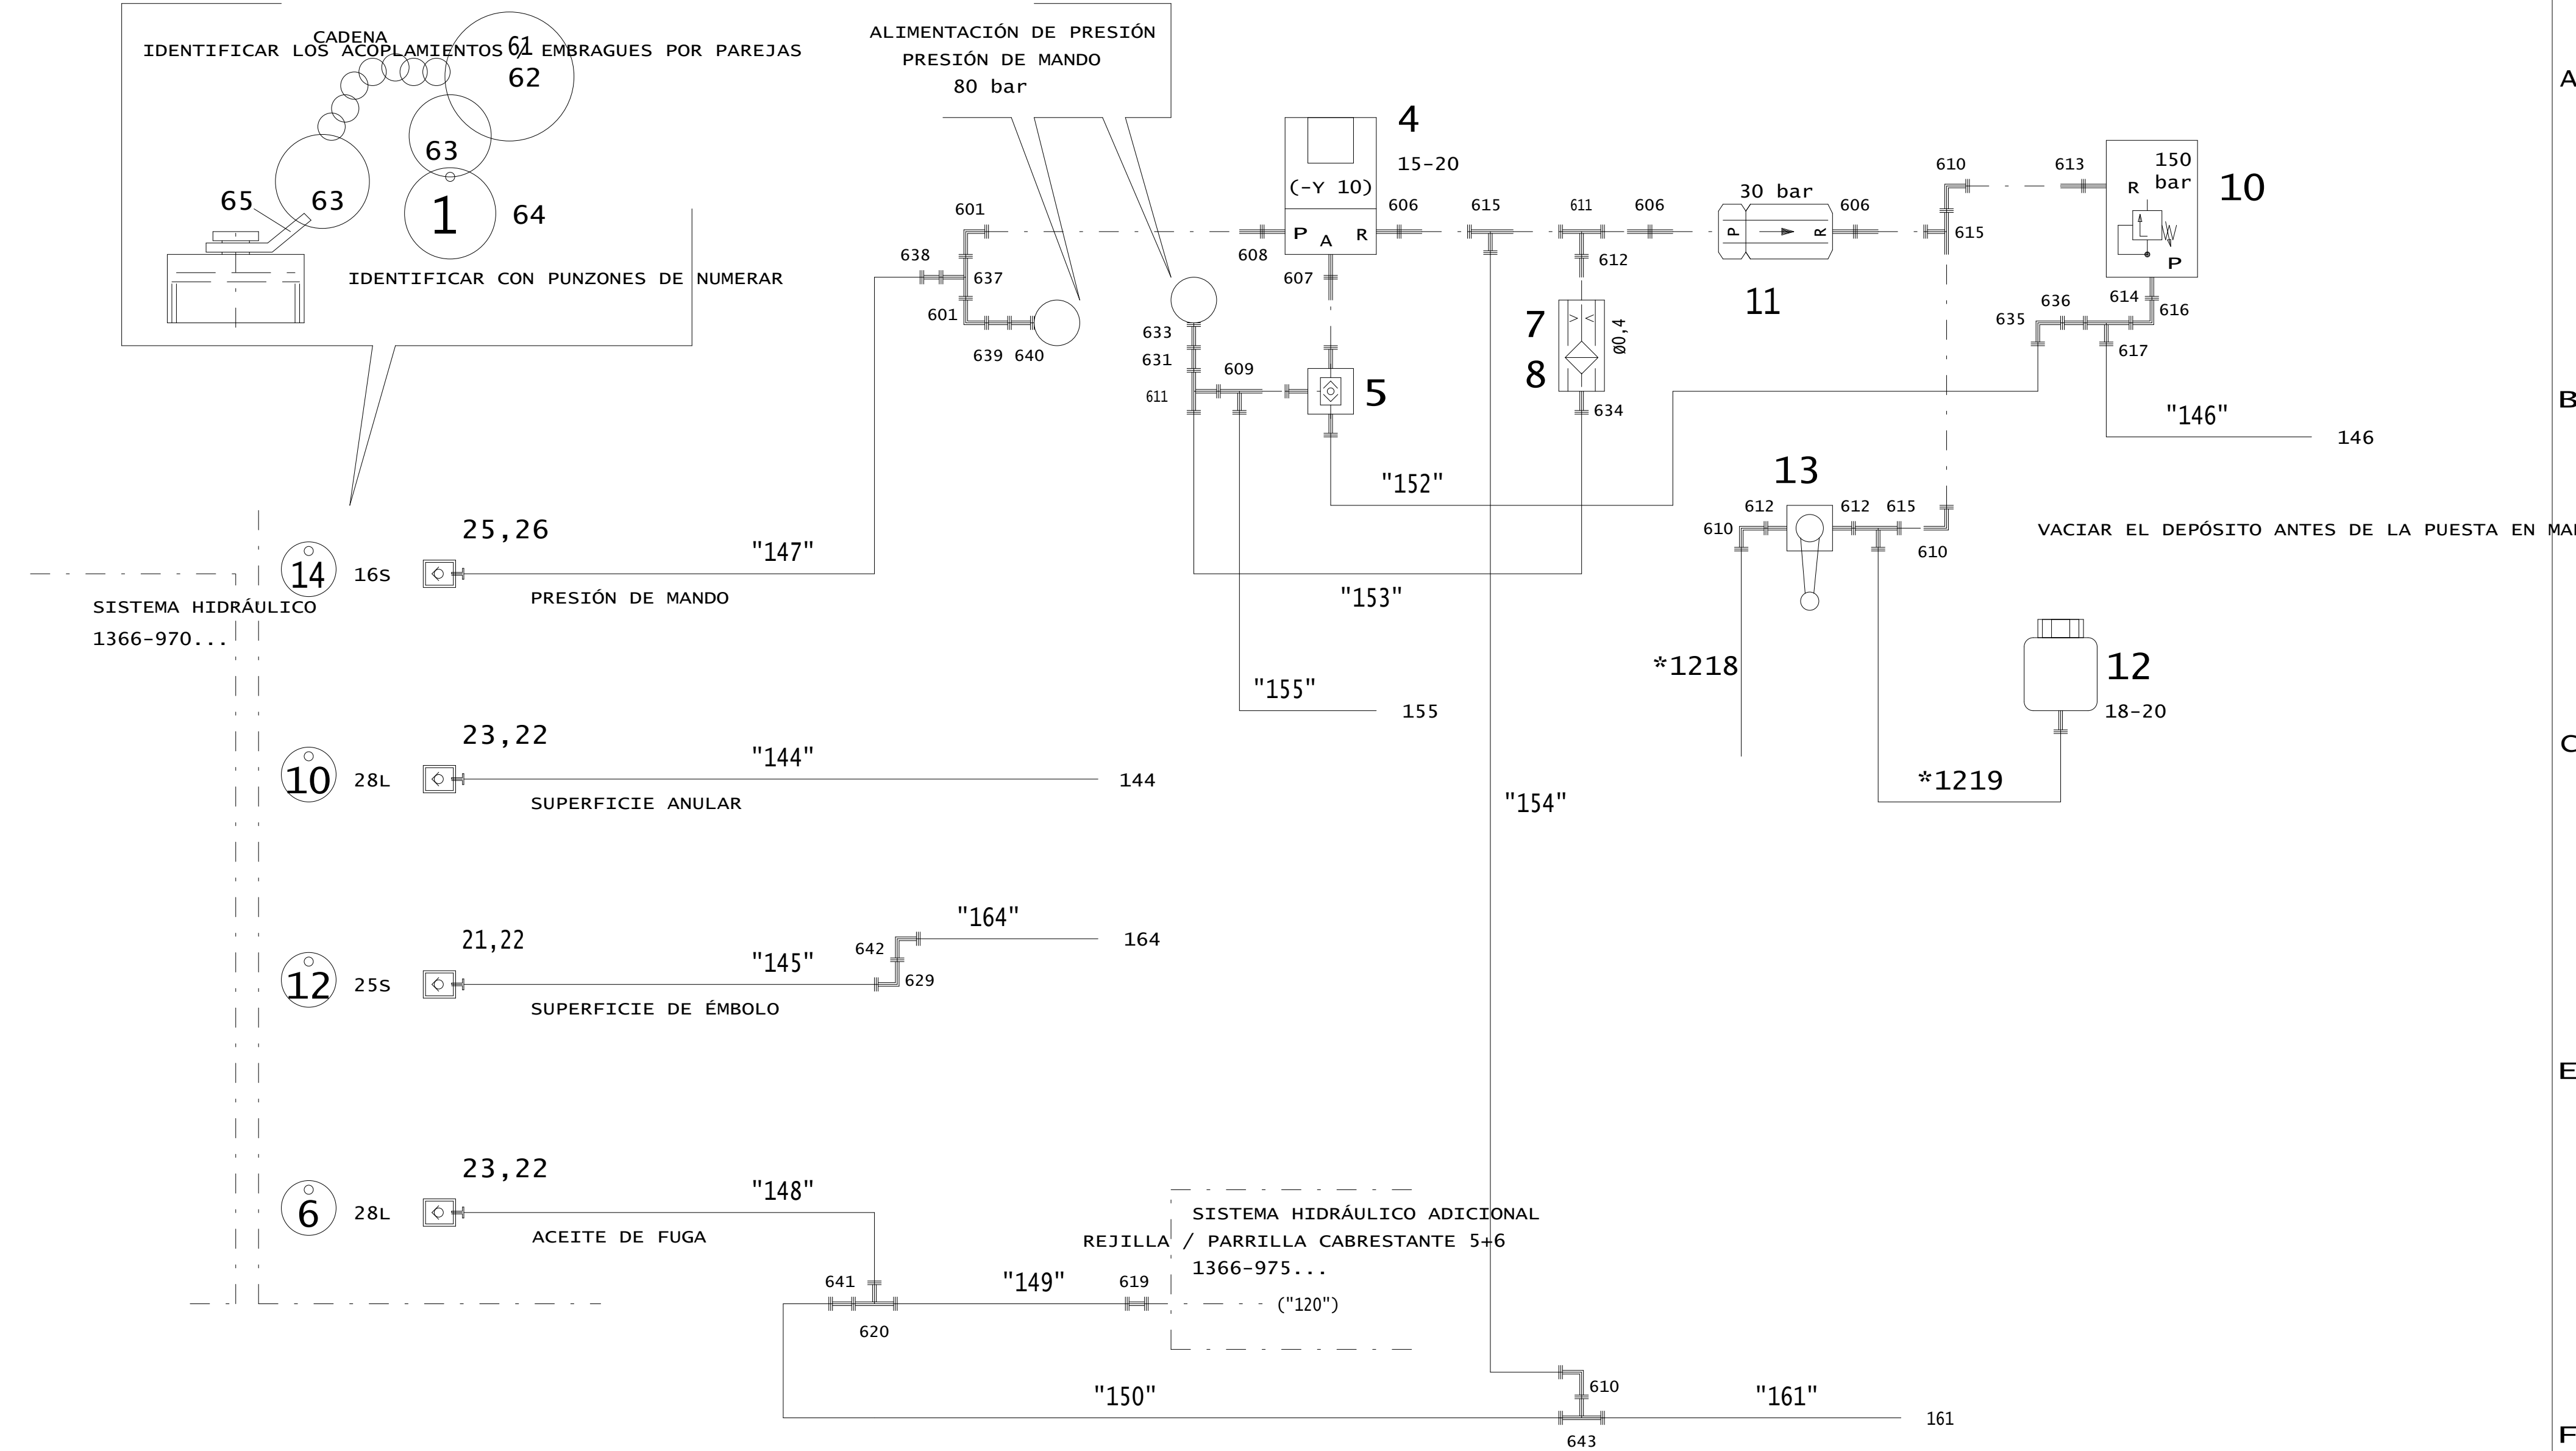 CADENA
IDENTIFICAR LOS ACOPLAMIENTOS / EMBRAGUES POR PAREJAS
61
62
63
65
63
1
64
IDENTIFICAR CON PUNZONES DE NUMERAR
ALIMENTACIÓN DE PRESIÓN
PRESIÓN DE MANDO
80 bar
4
15-20
(-Y 10)
P A R
601
638
637
601
639 640
608
607
606
615
611
606
612
30 bar
P R
606
11
610
613
615
150
bar
R
P
10
614
616
636
635
617
"146"
146
633
631
611
609
5
7
8
ø0,4
634
"152"
13
612
612
615
610
610
VACIAR EL DEPÓSITO ANTES DE LA PUESTA EN
25,26
14
16S
"147"
PRESIÓN DE MANDO
SISTEMA HIDRÁULICO
1366-970...
"153"
"155"
155
*1218
12
18-20
*1219
23,22
10
28L
"144"
144
SUPERFICIE ANULAR
"154"
21,22
12
25S
"145"
SUPERFICIE DE ÉMBOLO
642
629
"164"
164
23,22
6
28L
"148"
ACEITE DE FUGA
SISTEMA HIDRÁULICO ADICIONAL
REJILLA / PARRILLA CABRESTANTE 5+6
1366-975...
("120")
641
620
"149"
619
"150"
610
643
"161"
161
A
B
C
E
F